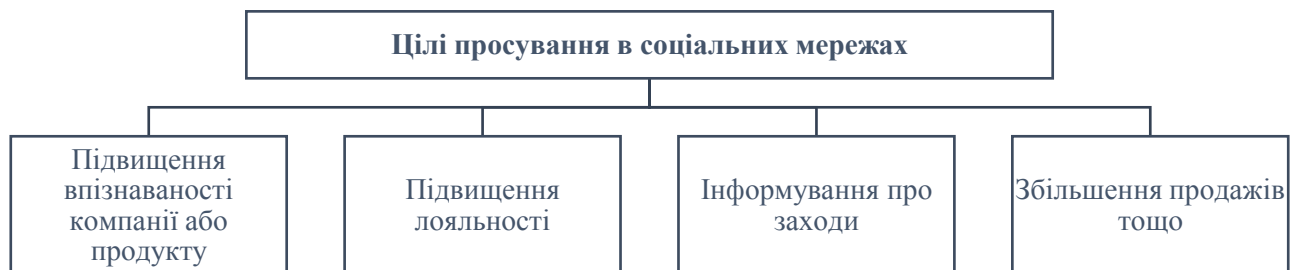 Цілі просування в соціальних мережах
Підвищення
впізнаваності
компанії або
продукту
Підвищення
лояльності
Інформування про
заходи
Збільшення продажів
тощо